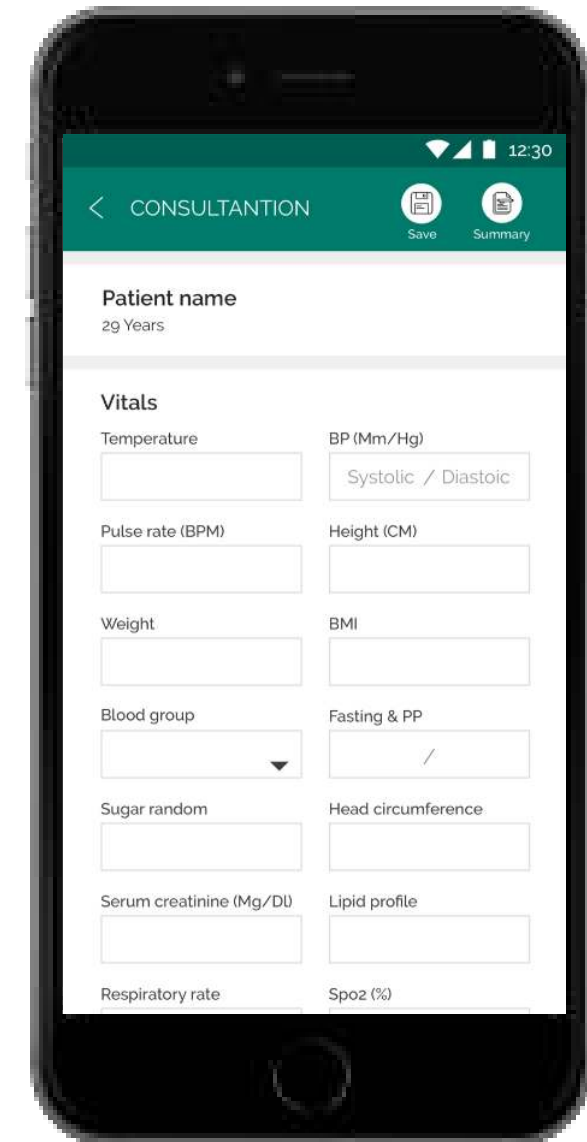 12:30
CONSULTANTION
Save
Summary
Patient name
29 Years
Vitals
Temperature
BP (Mm/Hg)
Systolic / Diastoic
Pulse rate (BPM)
Height (CM)
Weight
BMI
Blood group
Fasting & PP
/
Sugar random
Head circumference
Serum creatinine (Mg/Dl)
Lipid profile
Respiratory rate
Spo2 (%)